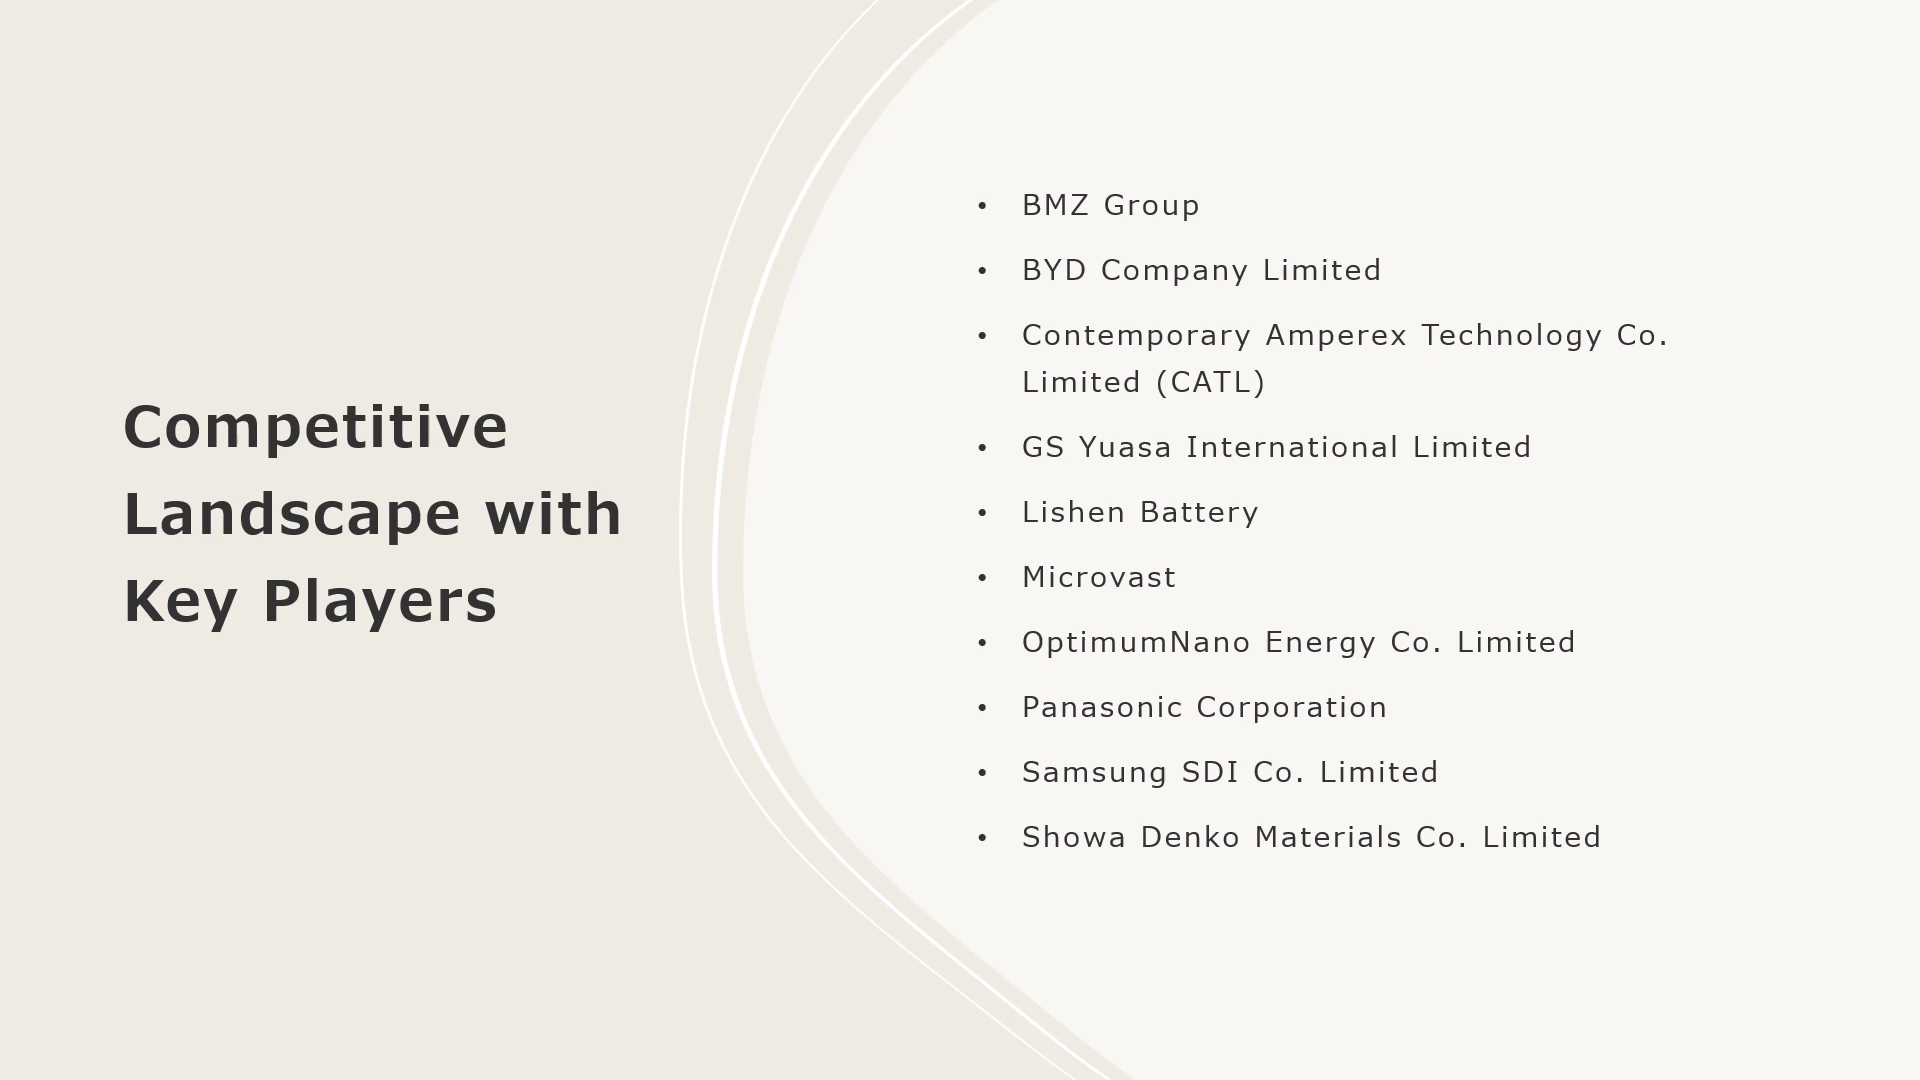 Competitive
Landscape with
Key Players
• BMZ Group
• BYD Company Limited
• Contemporary Amperex Technology Co.
Limited (CATL)
• GS Yuasa International Limited
• Lishen Battery
• Microvast
• OptimumNano Energy Co. Limited
• Panasonic Corporation
• Samsung SDI Co. Limited
• Showa Denko Materials Co. Limited